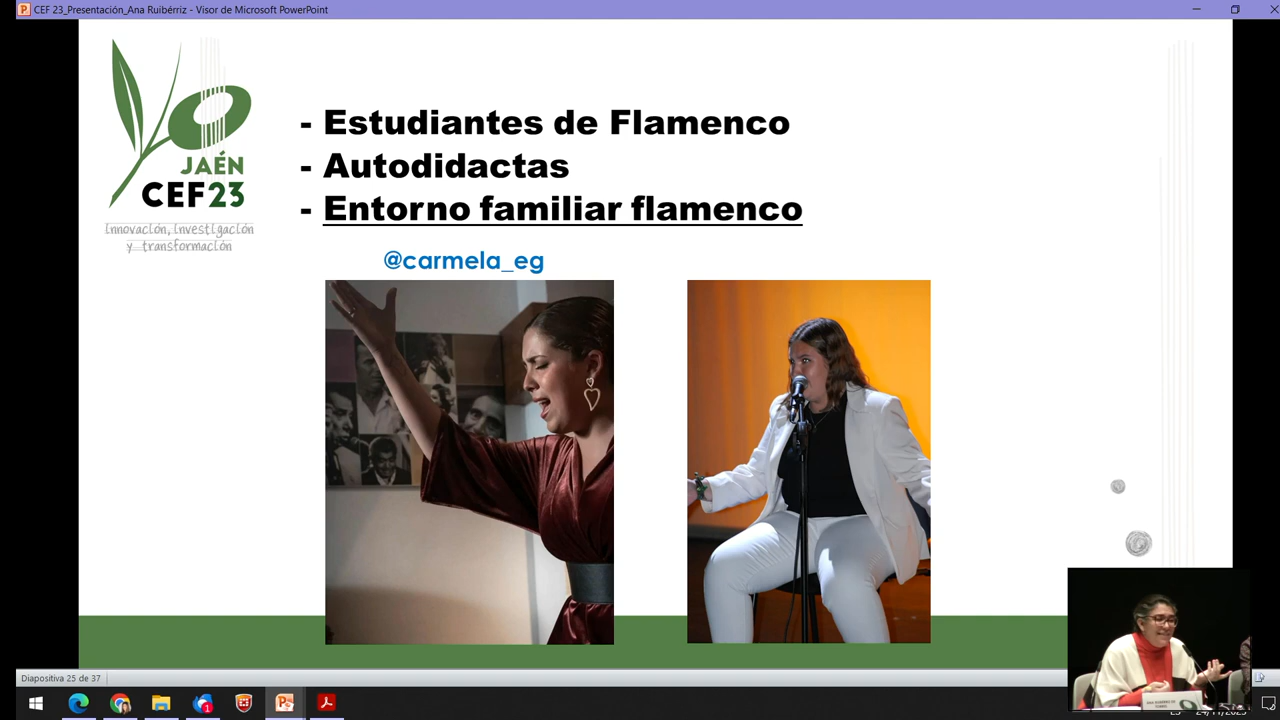 CEF 23_Presentación_Ana Ruibérriz - Visor de Microsoft PowerPoint
JAÉN
CEF23
Innovación, investigación
y transformación
- Estudiantes de Flamenco
- Autodidactas
- Entorno familiar flamenco
@carmela_eg
Diapositiva 25 de 37